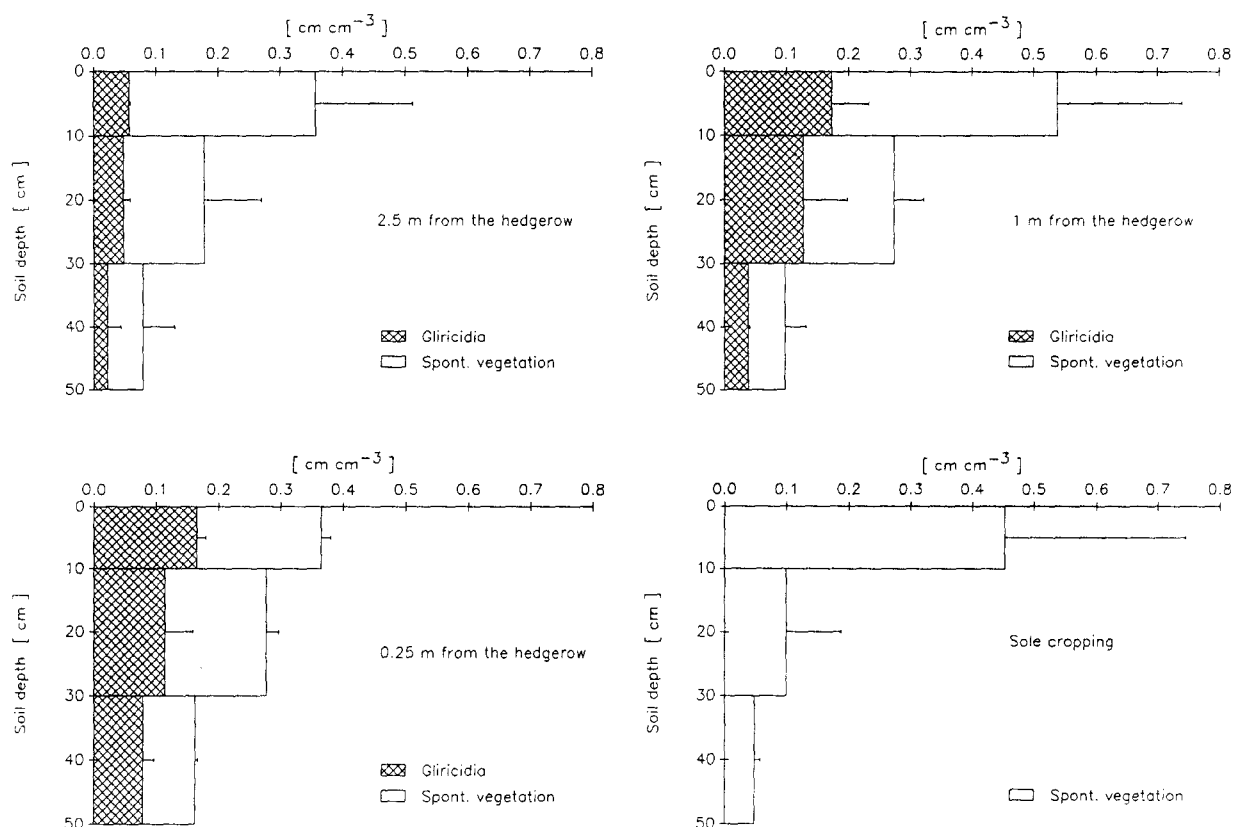 [ cm cm⁻³ ]
0.0 0.1 0.2 0.3 0.4 0.5 0.6 0.7 0.8
0
10
20
30
40
50
Soil depth [ cm ]
2.5 m from the hedgerow
Gliricidia
Spont. vegetation
[ cm cm⁻³ ]
0.0 0.1 0.2 0.3 0.4 0.5 0.6 0.7 0.8
0
10
20
30
40
50
Soil depth [ cm ]
1 m from the hedgerow
Gliricidia
Spont. vegetation
[ cm cm⁻³ ]
0.0 0.1 0.2 0.3 0.4 0.5 0.6 0.7 0.8
0
10
20
30
40
50
Soil depth [ cm ]
0.25 m from the hedgerow
Gliricidia
Spont. vegetation
[ cm cm⁻³ ]
0.0 0.1 0.2 0.3 0.4 0.5 0.6 0.7 0.8
0
10
20
30
40
50
Soil depth [ cm ]
Sole cropping
Spont. vegetation